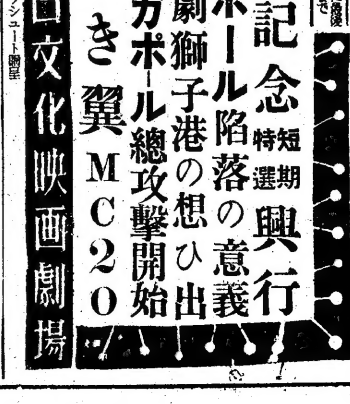 記念 短期特選 興行
ポール陥落の意義
劇獅子港の想ひ出
ガポール總攻擊開始
き翼MC20
文化映画劇場